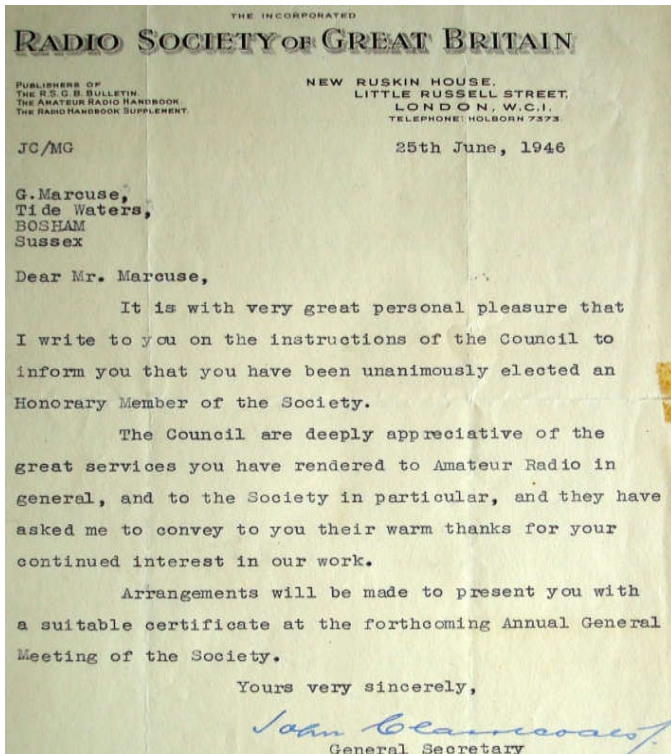 THE INCORPORATED
RADIO SOCIETY OF GREAT BRITAIN
PUBLISHERS OF
THE R.S.G.B. BULLETIN.
THE AMATEUR RADIO HANDBOOK.
THE RADIO HANDBOOK SUPPLEMENT.
NEW RUSKIN HOUSE,
LITTLE RUSSELL STREET,
LONDON, W.C.1.
TELEPHONE: HOLBORN 7373.
JC/MG
25th June, 1946
G.Marcuse,
Tide Waters,
BOSHAM
Sussex
Dear Mr. Marcuse,
It is with very great personal pleasure that
I write to you on the instructions of the Council to
inform you that you have been unanimously elected an
Honorary Member of the Society.
The Council are deeply appreciative of the
great services you have rendered to Amateur Radio in
general, and to the Society in particular, and they have
asked me to convey to you their warm thanks for your
continued interest in our work.
Arrangements will be made to present you with
a suitable certificate at the forthcoming Annual General
Meeting of the Society.
Yours very sincerely,
John Clarricoats
General Secretary